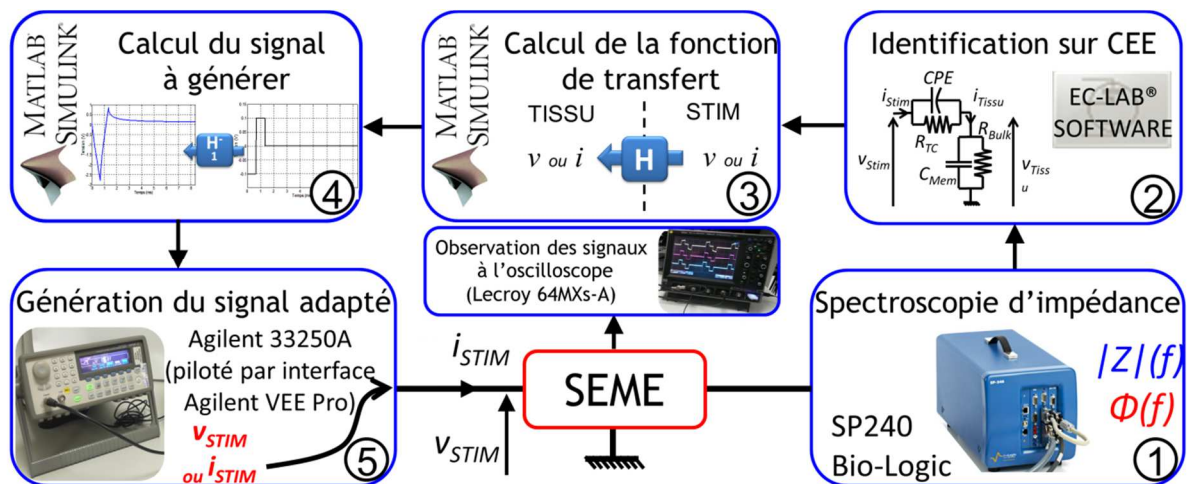 MATLAB
SIMULINK
Calcul du signal
à générer
H-
1
4
MATLAB
SIMULINK
Calcul de la fonction
de transfert
TISSU
STIM
v ou i
H
v ou i
3
Identification sur CEE
CPE
iStim
iTissu
RTC
RBulk
vStim
CMem
vTiss
u
EC-LAB®
SOFTWARE
2
Observation des signaux
à l'oscilloscope
(Lecroy 64MXs-A)
Génération du signal adapté
Agilent 33250A
(piloté par interface
Agilent VEE Pro)
vSTIM
ou iSTIM
5
iSTIM
vSTIM
SEME
Spectroscopie d'impédance
|Z|(f)
Φ(f)
SP240
Bio-Logic
1